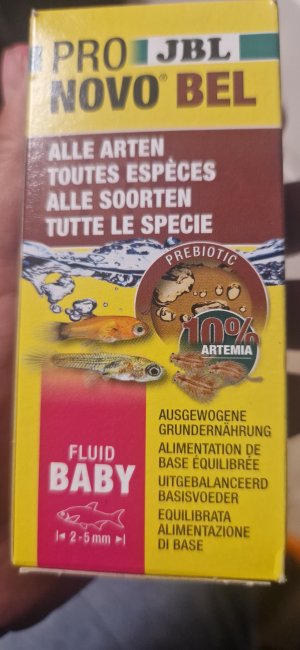 PRO JBL
NOVO® BEL
ALLE ARTEN
TOUTES ESPÈCES
ALLE SOORTEN
TUTTE LE SPECIE
PREBIOTIC
10%
ARTEMIA
AUSGEWOGENE
GRUNDERNÄHRUNG
ALIMENTATION DE
BASE ÉQUILIBRÉE
UITGEBALANCEERD
BASISVOEDER
EQUILIBRATA
ALIMENTAZIONE
DI BASE
FLUID
BABY
2-5 mm